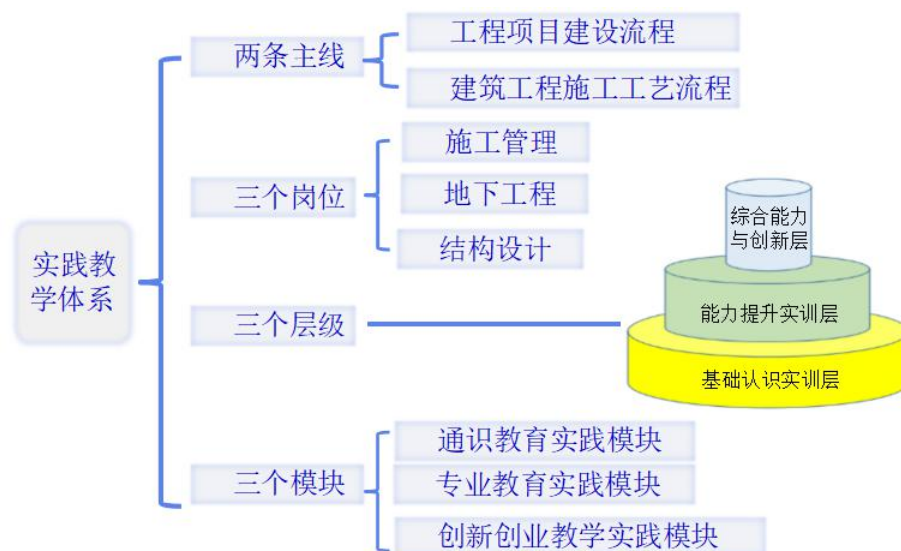 实践教
学体系
两条主线
工程项目建设流程
建筑工程施工工艺流程
三个岗位
施工管理
地下工程
结构设计
三个层级
综合能力
与创新层
能力提升实训层
基础认识实训层
三个模块
通识教育实践模块
专业教育实践模块
创新创业教学实践模块